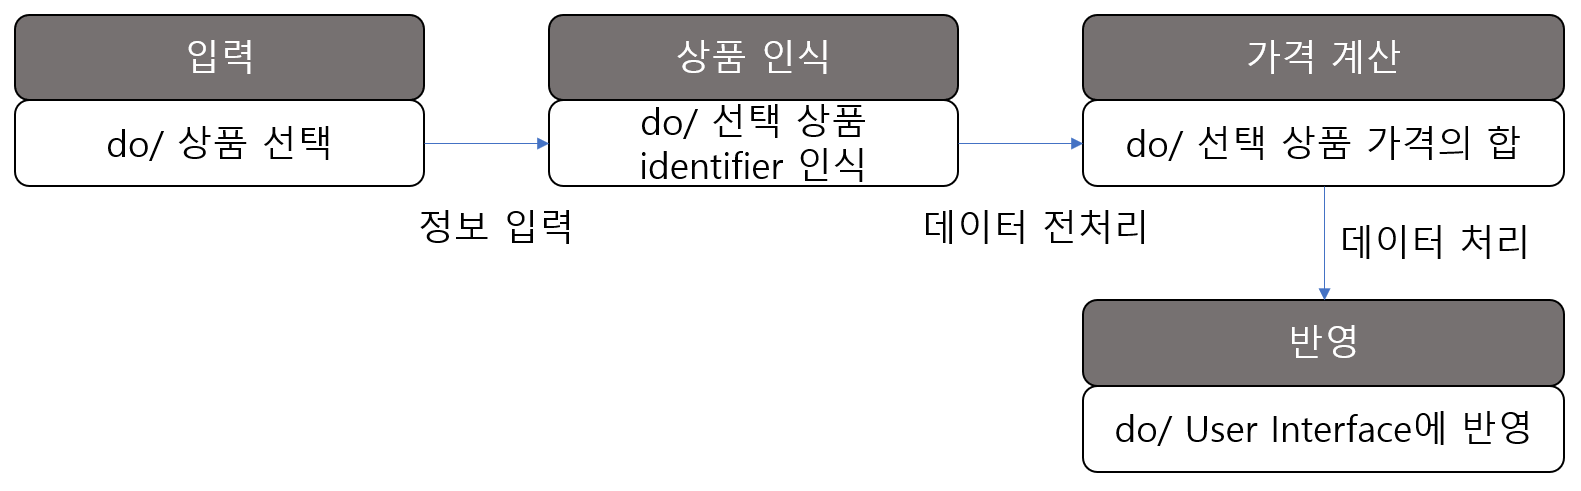 입력
do/ 상품 선택
정보 입력
상품 인식
do/ 선택 상품
identifier 인식
데이터 전처리
가격 계산
do/ 선택 상품 가격의 합
데이터 처리
반영
do/ User Interface에 반영